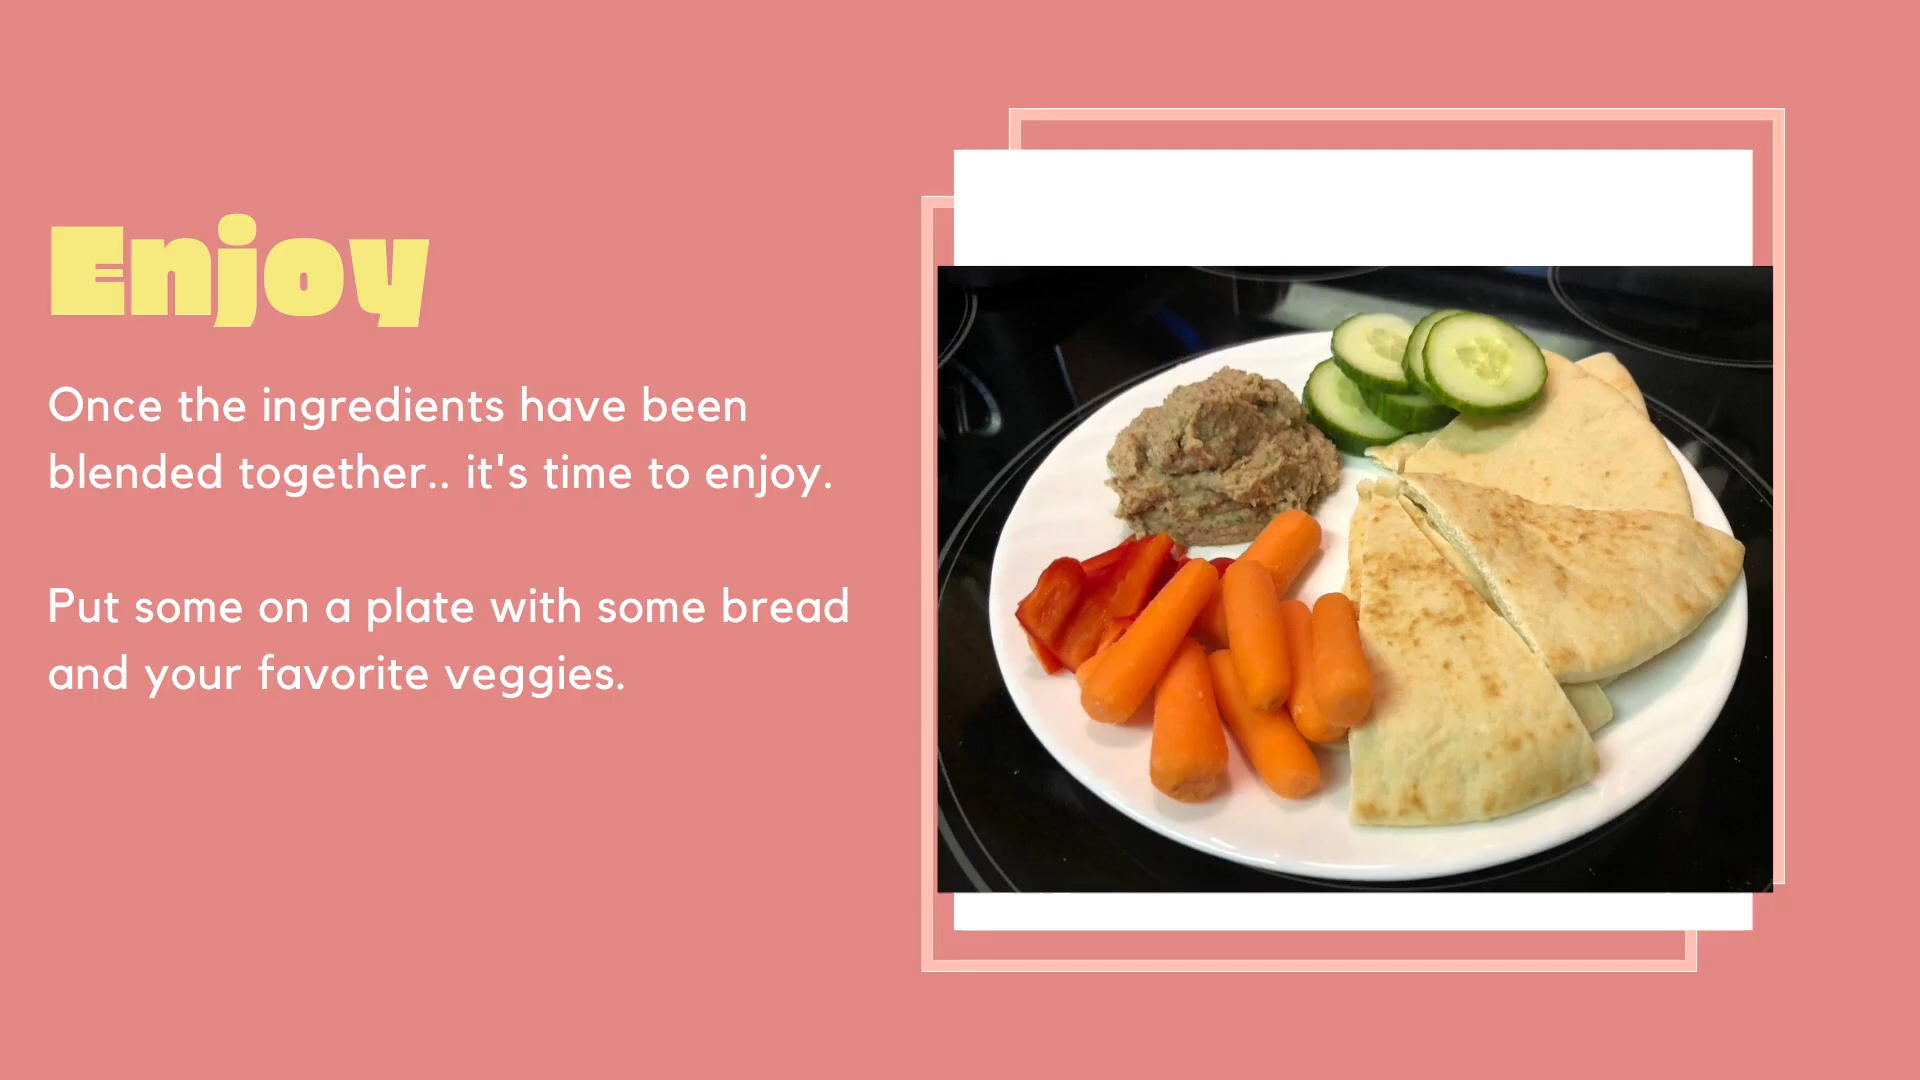 Enjoy
Once the ingredients have been
blended together.. it's time to enjoy.
Put some on a plate with some bread
and your favorite veggies.